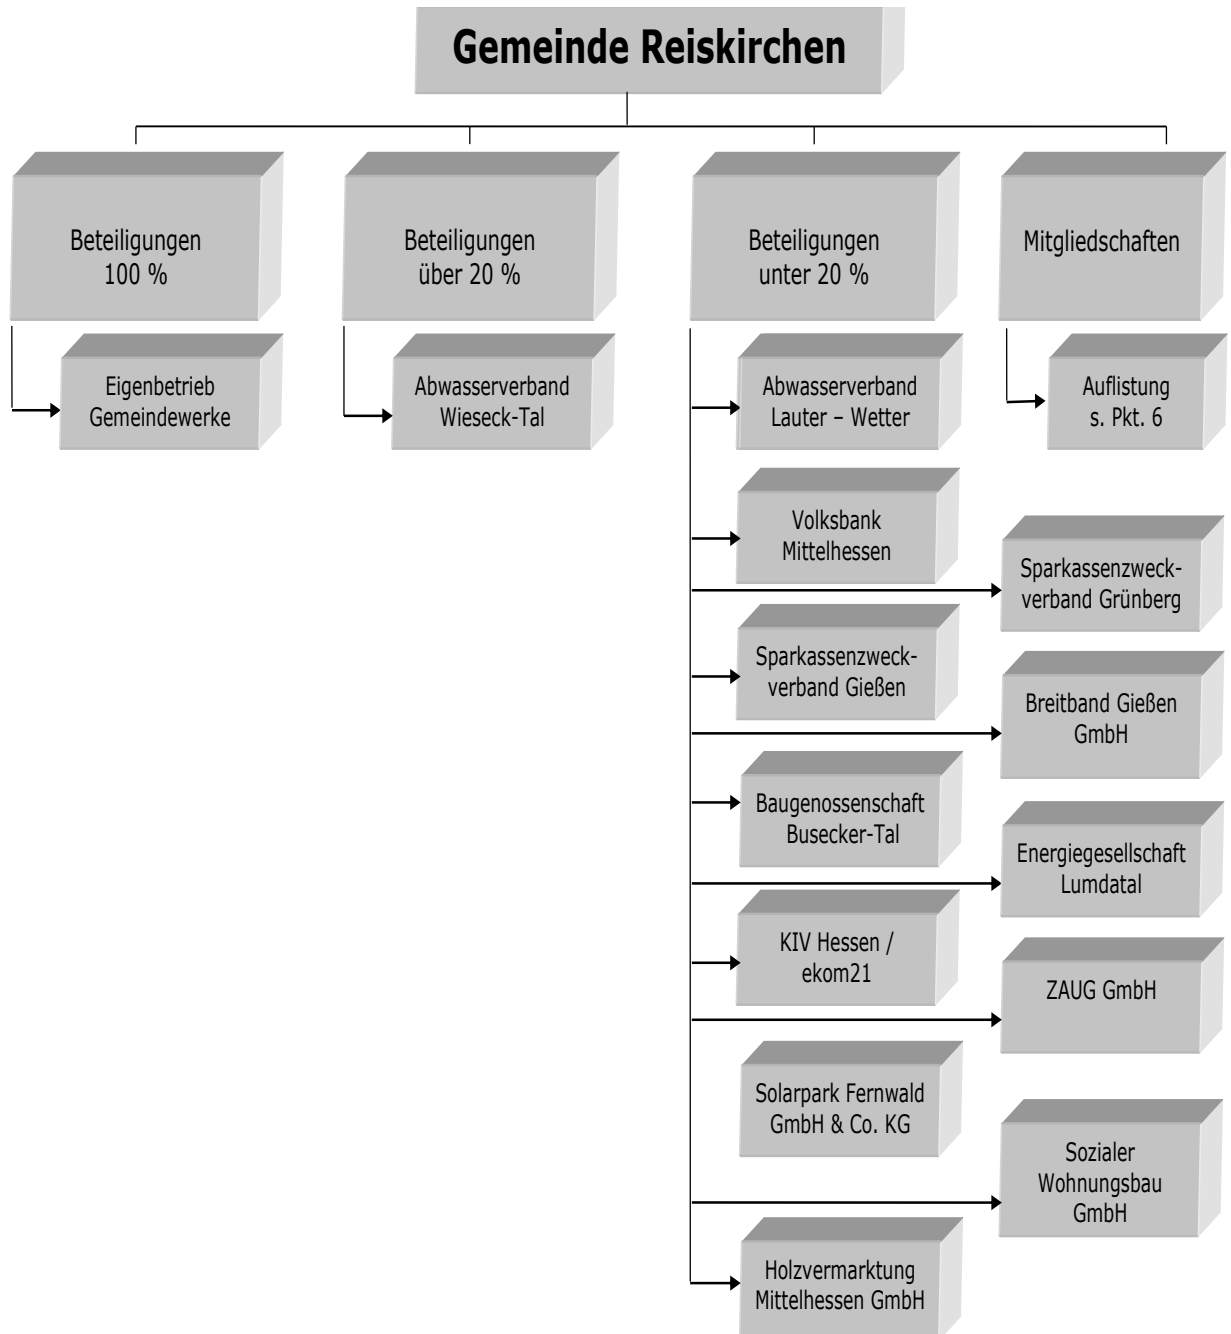 Gemeinde Reiskirchen
Beteiligungen
100 %
Beteiligungen
über 20 %
Beteiligungen
unter 20 %
Mitgliedschaften
Eigenbetrieb
Gemeindewerke
Abwasserverband
Wieseck-Tal
Abwasserverband
Lauter – Wetter
Auflistung
s. Pkt. 6
Volksbank
Mittelhessen
Sparkassenzweck-
verband Grünberg
Sparkassenzweck-
verband Gießen
Breitband Gießen
GmbH
Baugenossenschaft
Busecker-Tal
Energiegesellschaft
Lumdatal
KIV Hessen /
ekom21
ZAUG GmbH
Solarpark Fernwald
GmbH & Co. KG
Sozialer
Wohnungsbau
GmbH
Holzvermarktung
Mittelhessen GmbH